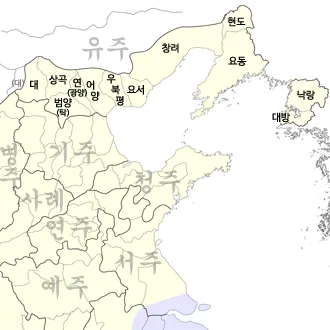 현도
유주
창려
요동
(대)
대
상곡
연
(광양)
어
양
우
북
평
요서
낙랑
범양
(탁)
대방
병
주
기주
청주
사례
연주
서주
예주